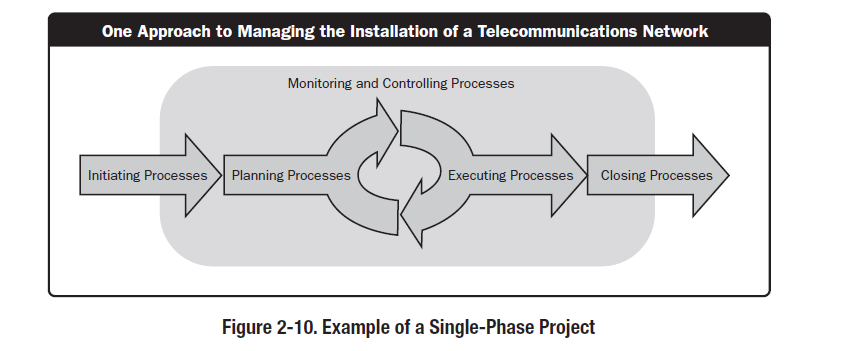 One Approach to Managing the Installation of a Telecommunications Network
Monitoring and Controlling Processes
Initiating Processes
Planning Processes
Executing Processes
Closing Processes
Figure 2-10. Example of a Single-Phase Project